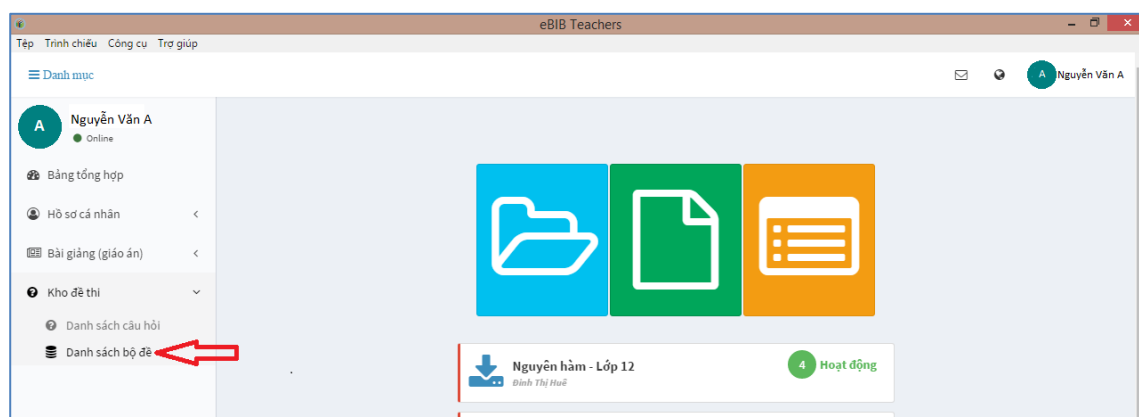 eBIB Teachers
Tệp Trình chiếu Công cụ Trợ giúp
Danh mục
A Nguyễn Văn A
A Nguyễn Văn A
Online
Bảng tổng hợp
Hồ sơ cá nhân
Bài giảng (giáo án)
Kho đề thi
Danh sách câu hỏi
Danh sách bộ đề
Nguyên hàm - Lớp 12
4 Hoạt động
Đinh Thị Huê